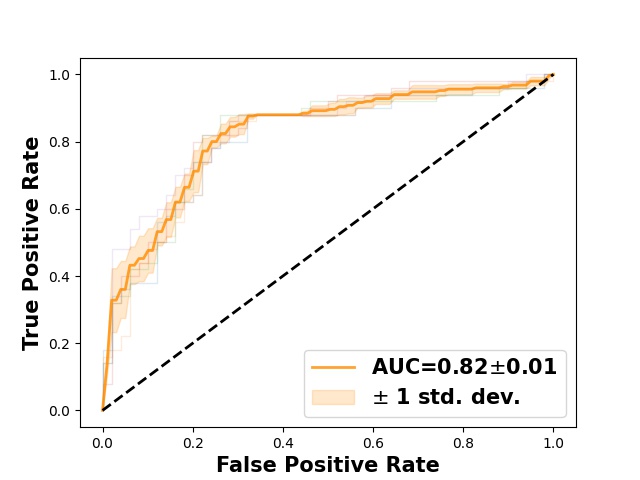 1.0
0.8
0.6
0.4
0.2
0.0
True Positive Rate
AUC=0.82±0.01
± 1 std. dev.
0.0 0.2 0.4 0.6 0.8 1.0
False Positive Rate